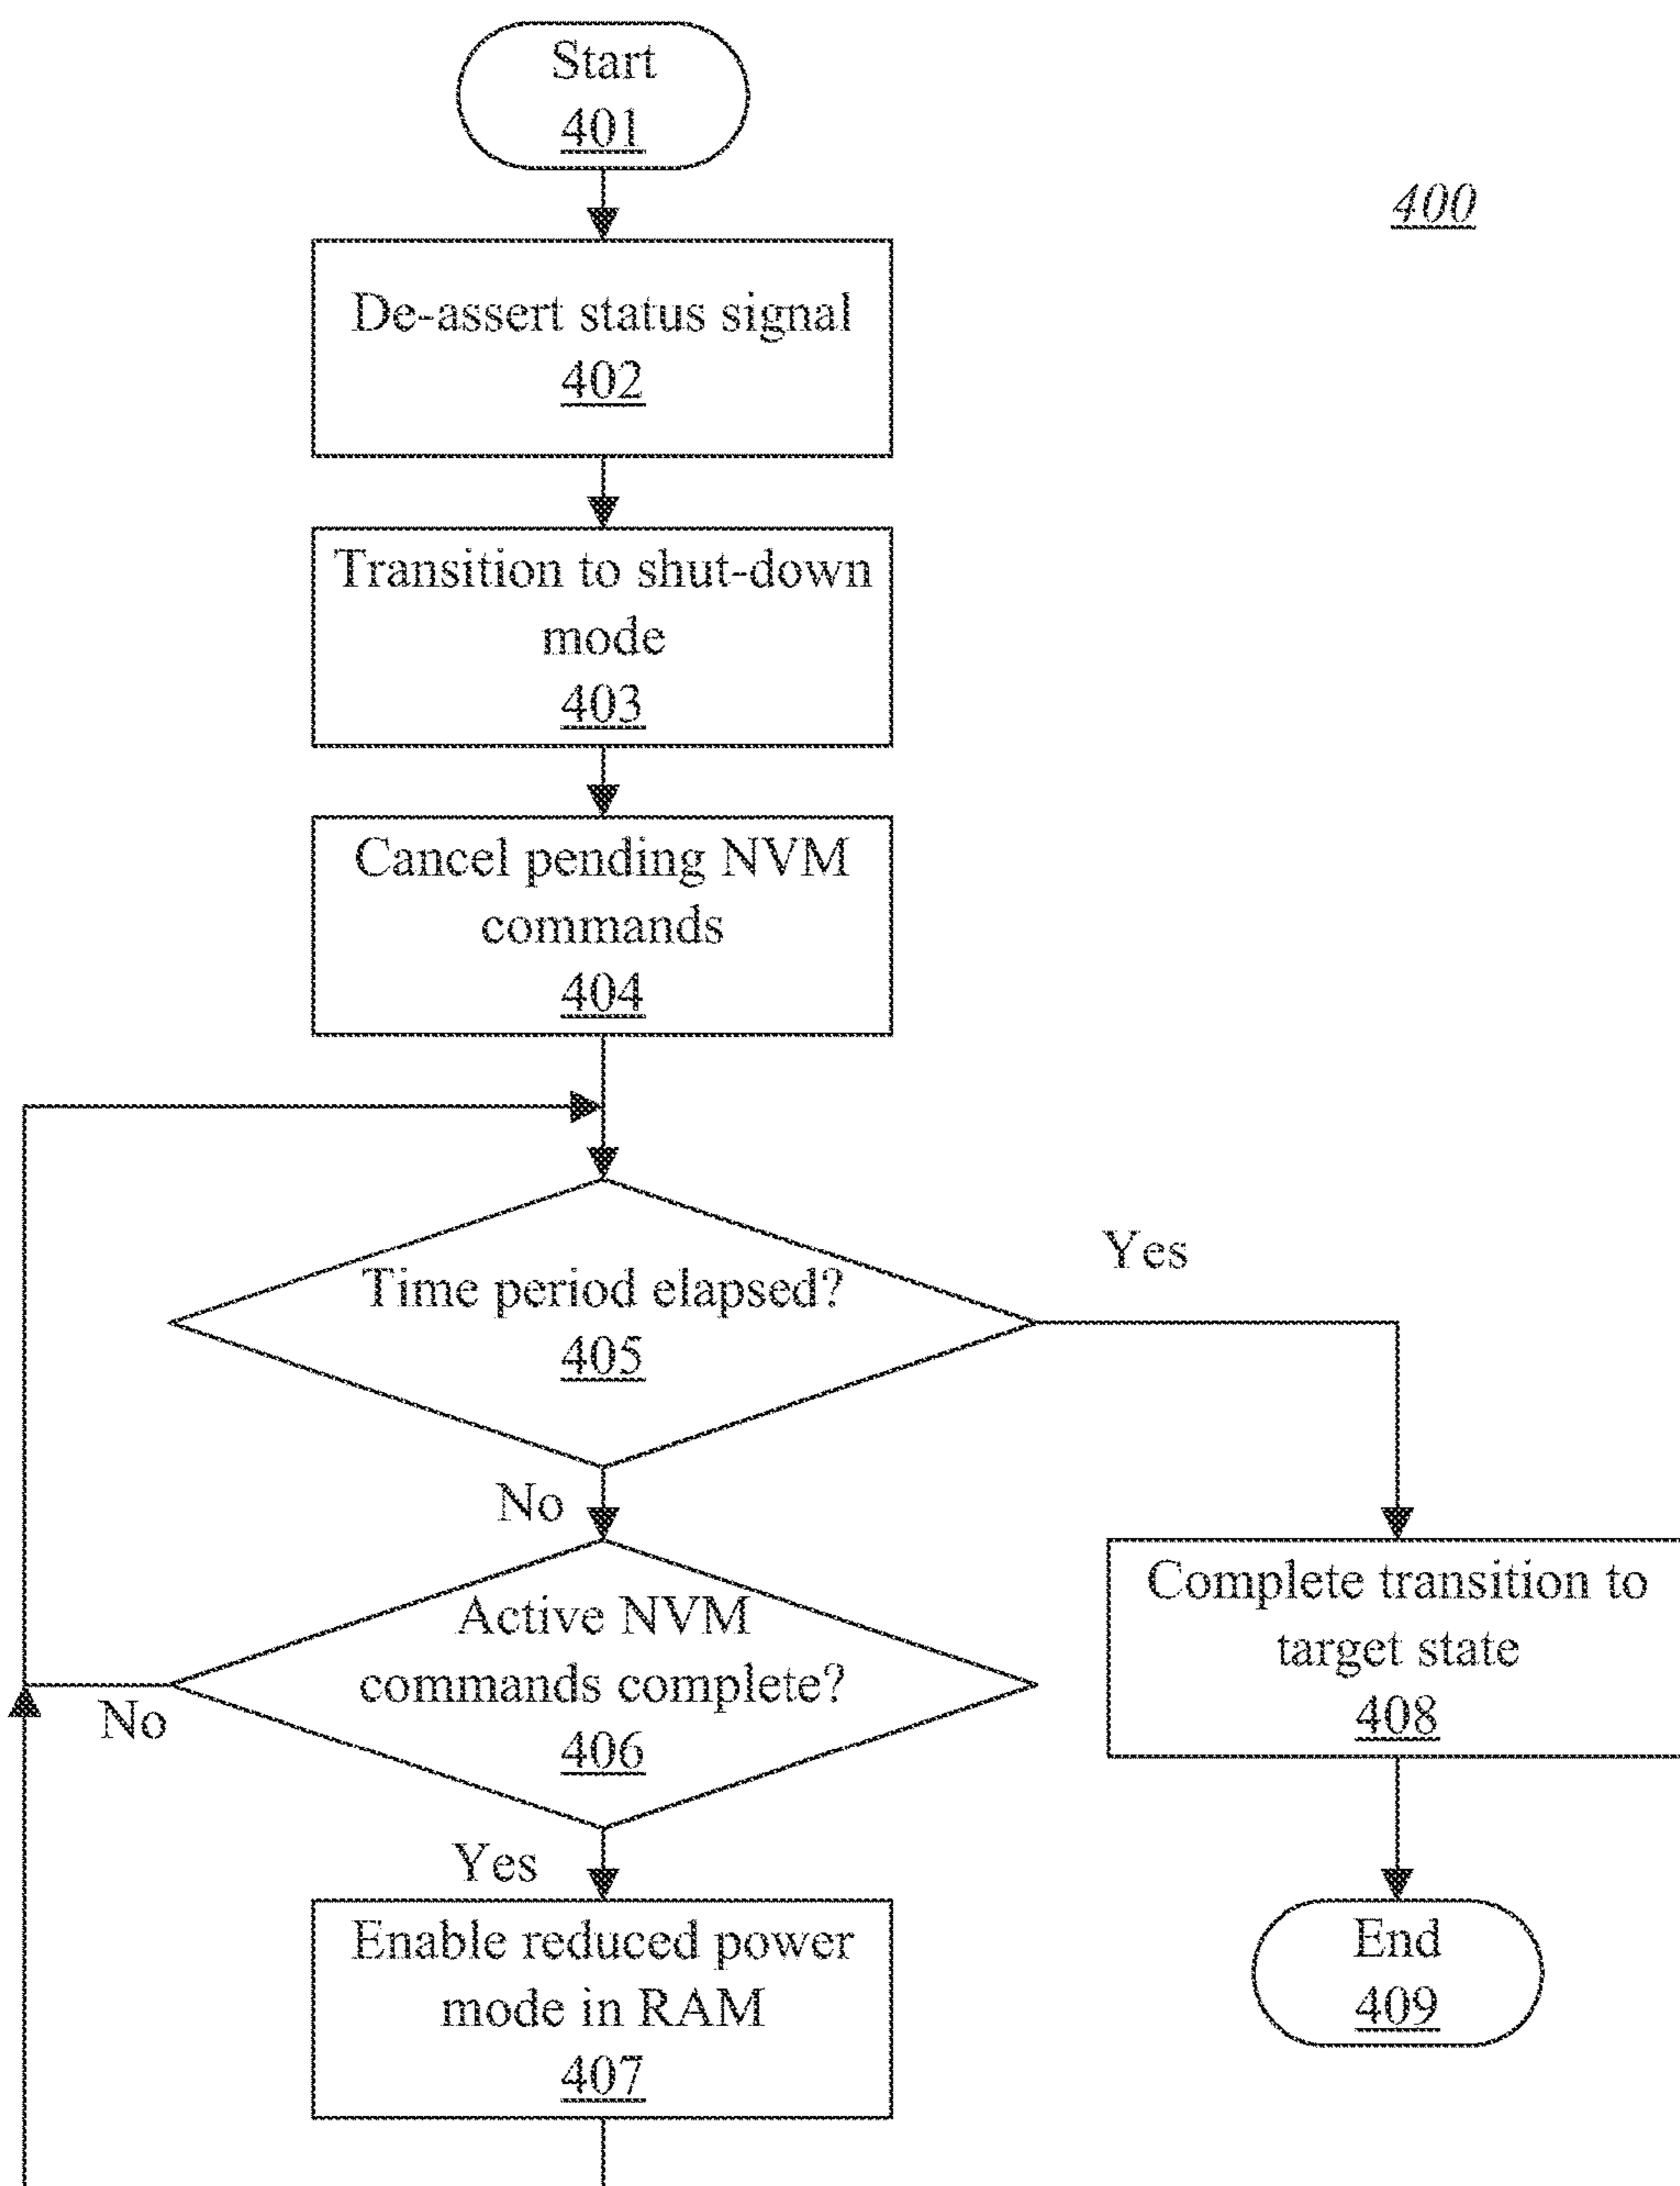 Start
401
400
De-assert status signal
402
Transition to shut-down
mode
403
Cancel pending NVM
commands
404
Time period elapsed?
405
Yes
No
Active NVM
commands complete?
406
No
Complete transition to
target state
408
Yes
Enable reduced power
mode in RAM
407
End
409